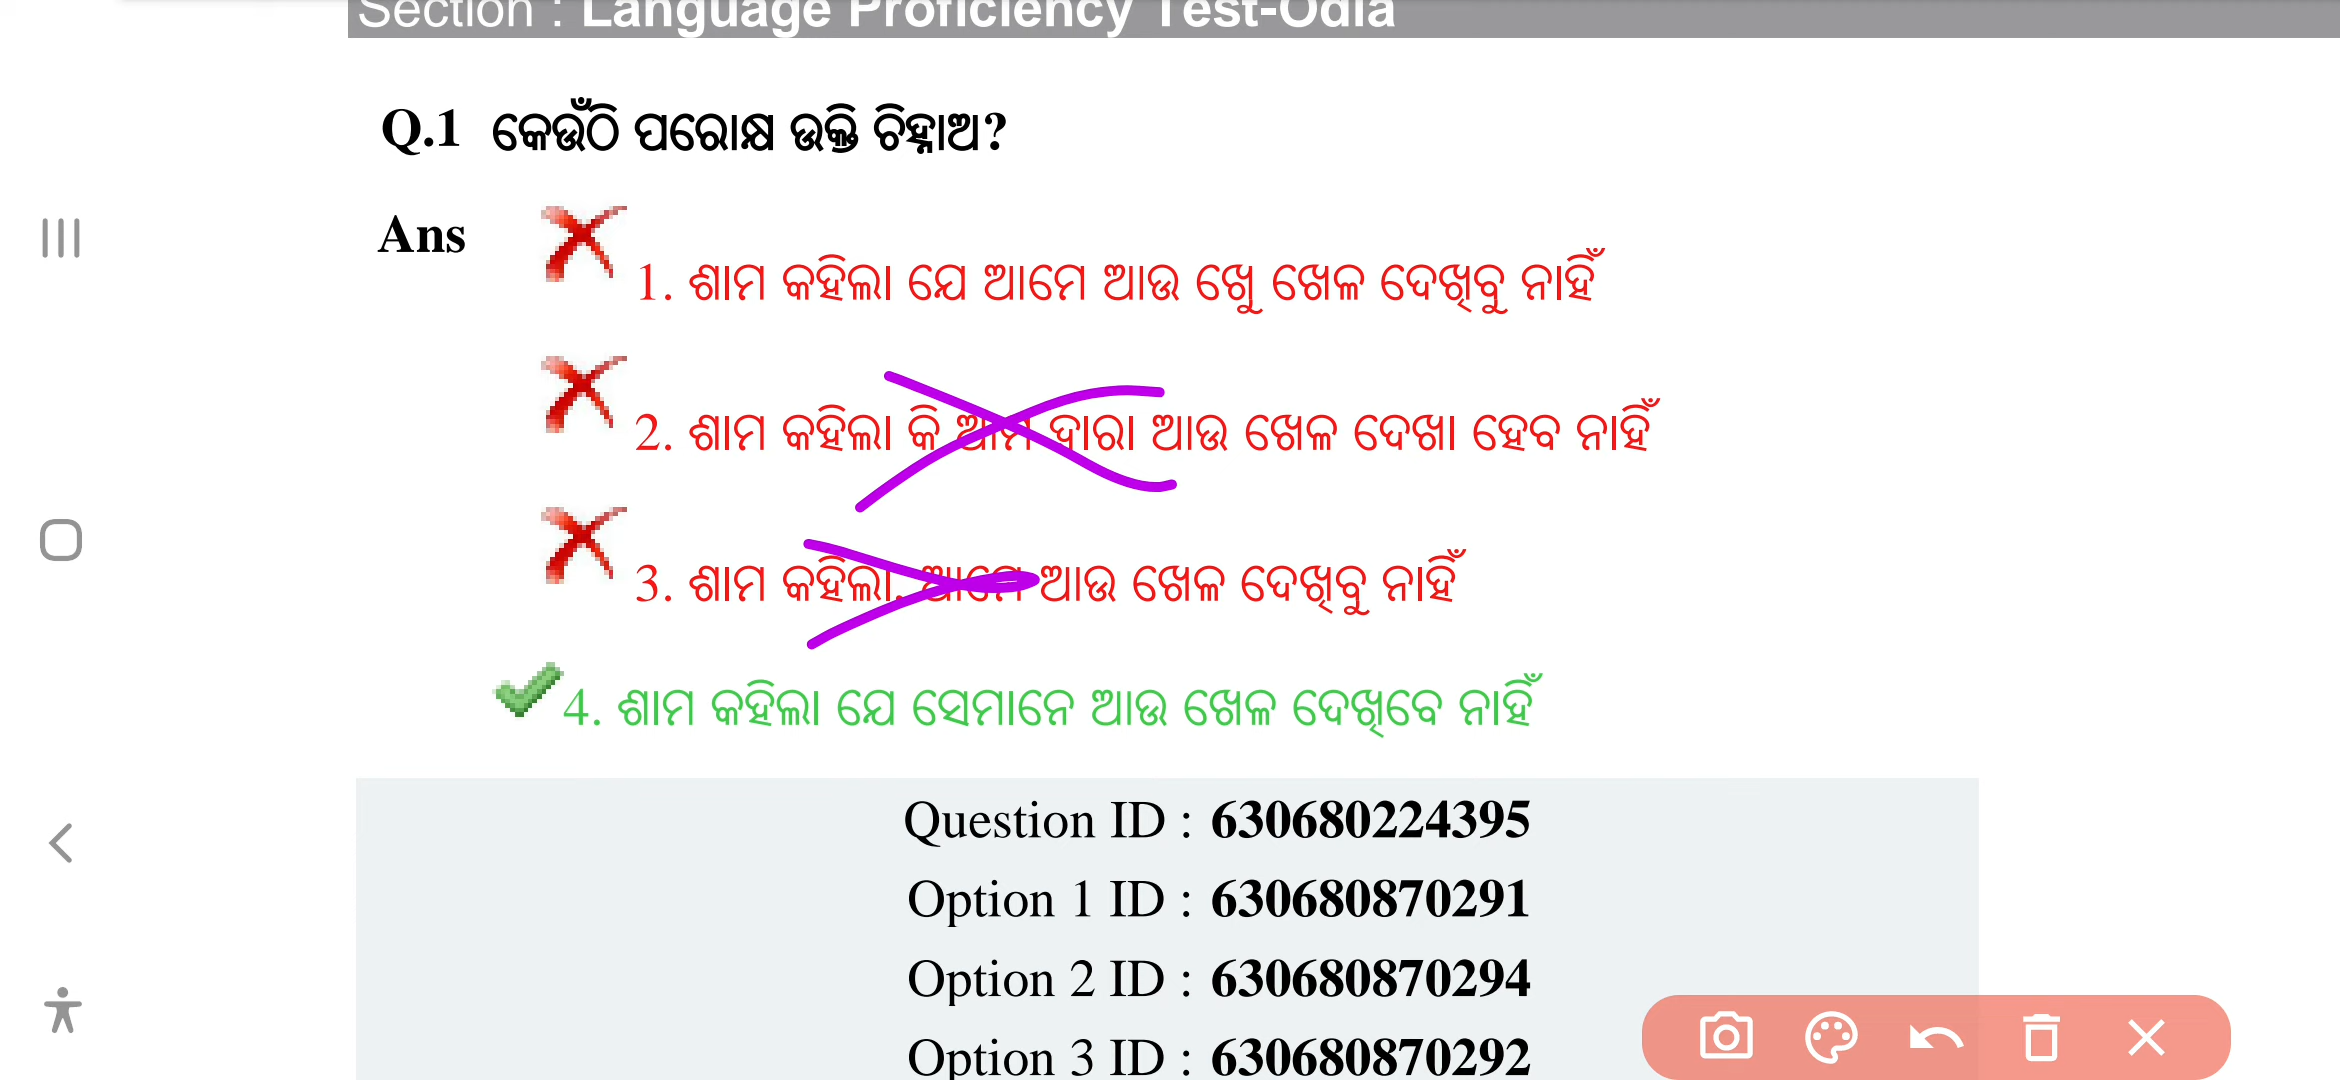 Section : Language Proficiency Test-Odia
Q.1 କେଉଁଠି ପରୋକ୍ଷ ଉକ୍ତି ଚିହ୍ନାଅ?
Ans
1. ଶାମ କହିଲା ଯେ ଆମେ ଆଉ ଖେୁ ଖେଳ ଦେଖିବୁ ନାହିଁ
2. ଶାମ କହିଲା କି ଆମ ଦ୍ୱାରା ଆଉ ଖେଳ ଦେଖା ହେବ ନାହିଁ
3. ଶାମ କହିଲା, ଆମେ ଆଉ ଖେଳ ଦେଖିବୁ ନାହିଁ
4. ଶାମ କହିଲା ଯେ ସେମାନେ ଆଉ ଖେଳ ଦେଖିବେ ନାହିଁ
Question ID : 630680224395
Option 1 ID : 630680870291
Option 2 ID : 630680870294
Option 3 ID : 630680870292